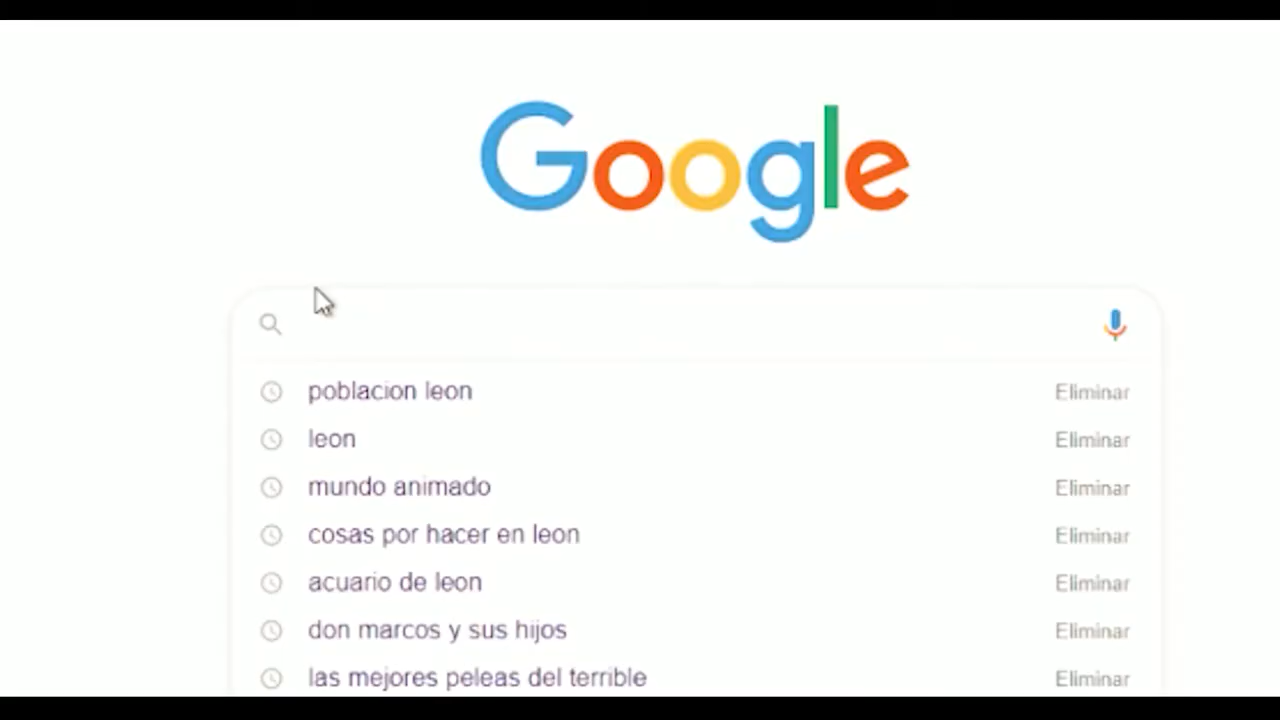 Google
poblacion leon Eliminar
leon Eliminar
mundo animado Eliminar
cosas por hacer en leon Eliminar
acuario de leon Eliminar
don marcos y sus hijos Eliminar
las mejores peleas del terrible Eliminar